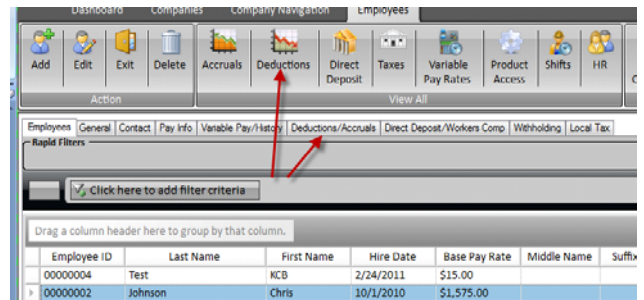 Dashboard Companies Company Navigation Employees
Add Edit Exit Delete Accruals Deductions Direct Deposit Taxes Variable Pay Rates Product Access Shifts HR
Action View All
Employees General Contact Pay Info Variable Pay/History Deductions/Accruals Direct Deposit/Workers Comp Withholding Local Tax
Rapid Filters
Click here to add filter criteria
Drag a column header here to group by that column.
Employee ID Last Name First Name Hire Date Base Pay Rate Middle Name Suffix
00000004 Test KCB 2/24/2011 $15.00
00000002 Johnson Chris 10/1/2010 $1,575.00